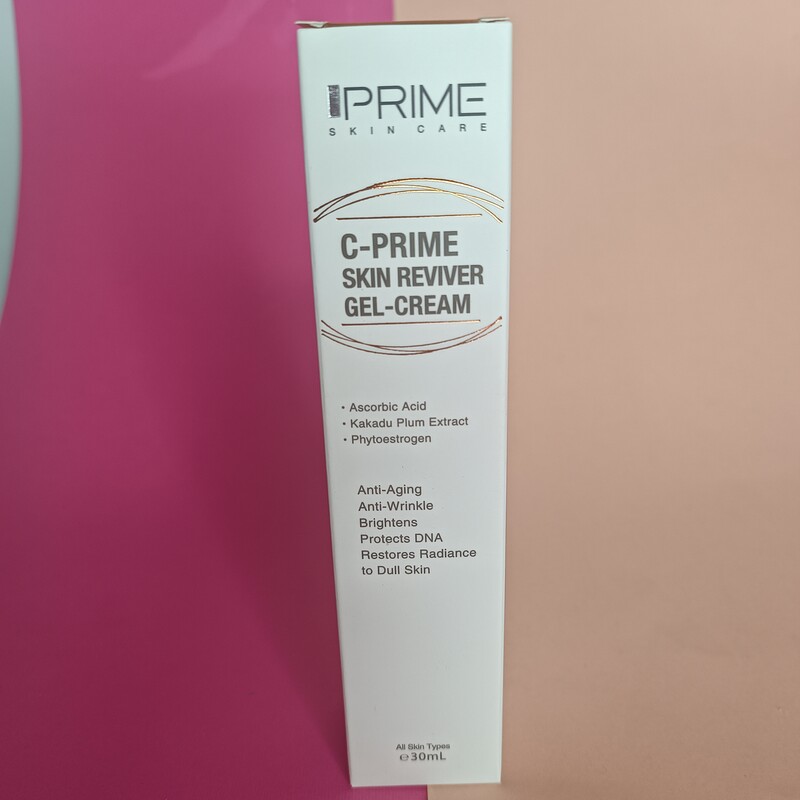 PRIME
SKIN CARE
C-PRIME
SKIN REVIVER
GEL-CREAM
• Ascorbic Acid
• Kakadu Plum Extract
• Phytoestrogen
Anti-Aging
Anti-Wrinkle
Brightens
Protects DNA
Restores Radiance
to Dull Skin
All Skin Types
℮30mL